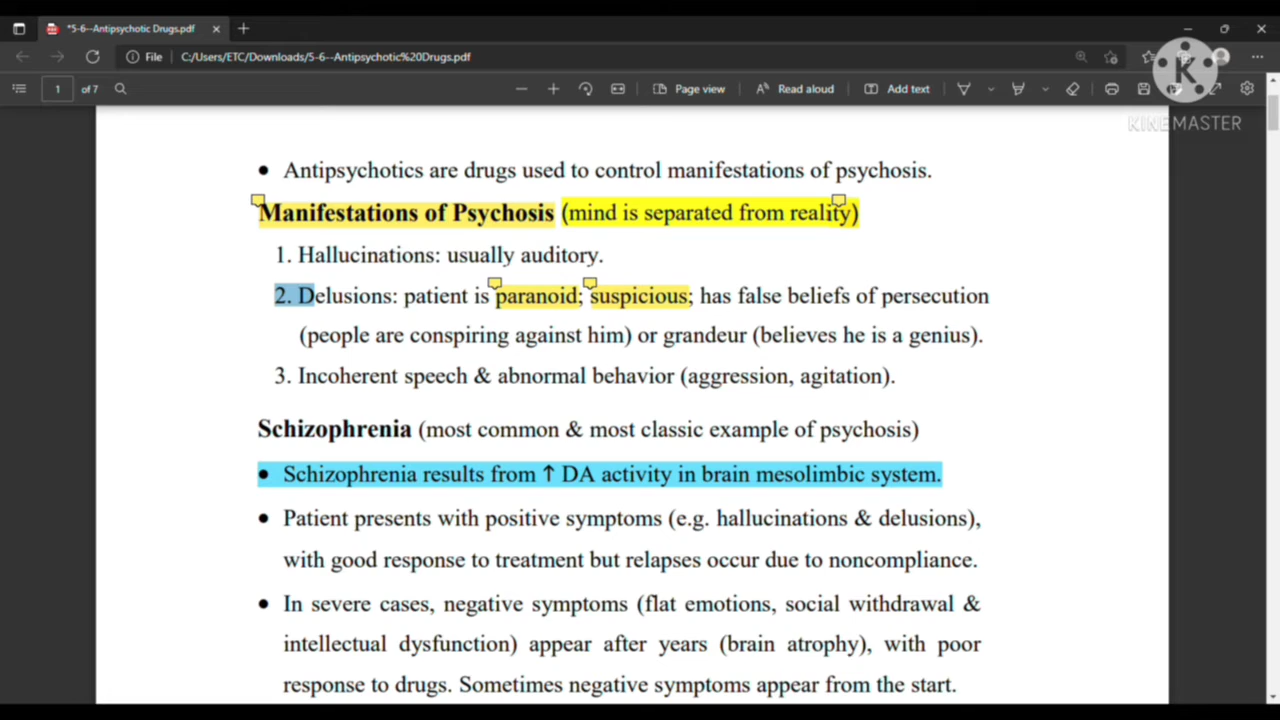 *5-6--Antipsychotic Drugs.pdf
File
C:/Users/ETC/Downloads/5-6--Antipsychotic%20Drugs.pdf
1 of 7
Page view
Read aloud
Add text
K
KINEMASTER
• Antipsychotics are drugs used to control manifestations of psychosis.
Manifestations of Psychosis (mind is separated from reality)
1. Hallucinations: usually auditory.
2. Delusions: patient is paranoid; suspicious; has false beliefs of persecution
(people are conspiring against him) or grandeur (believes he is a genius).
3. Incoherent speech & abnormal behavior (aggression, agitation).
Schizophrenia (most common & most classic example of psychosis)
• Schizophrenia results from ↑ DA activity in brain mesolimbic system.
• Patient presents with positive symptoms (e.g. hallucinations & delusions),
with good response to treatment but relapses occur due to noncompliance.
• In severe cases, negative symptoms (flat emotions, social withdrawal &
intellectual dysfunction) appear after years (brain atrophy), with poor
response to drugs. Sometimes negative symptoms appear from the start.